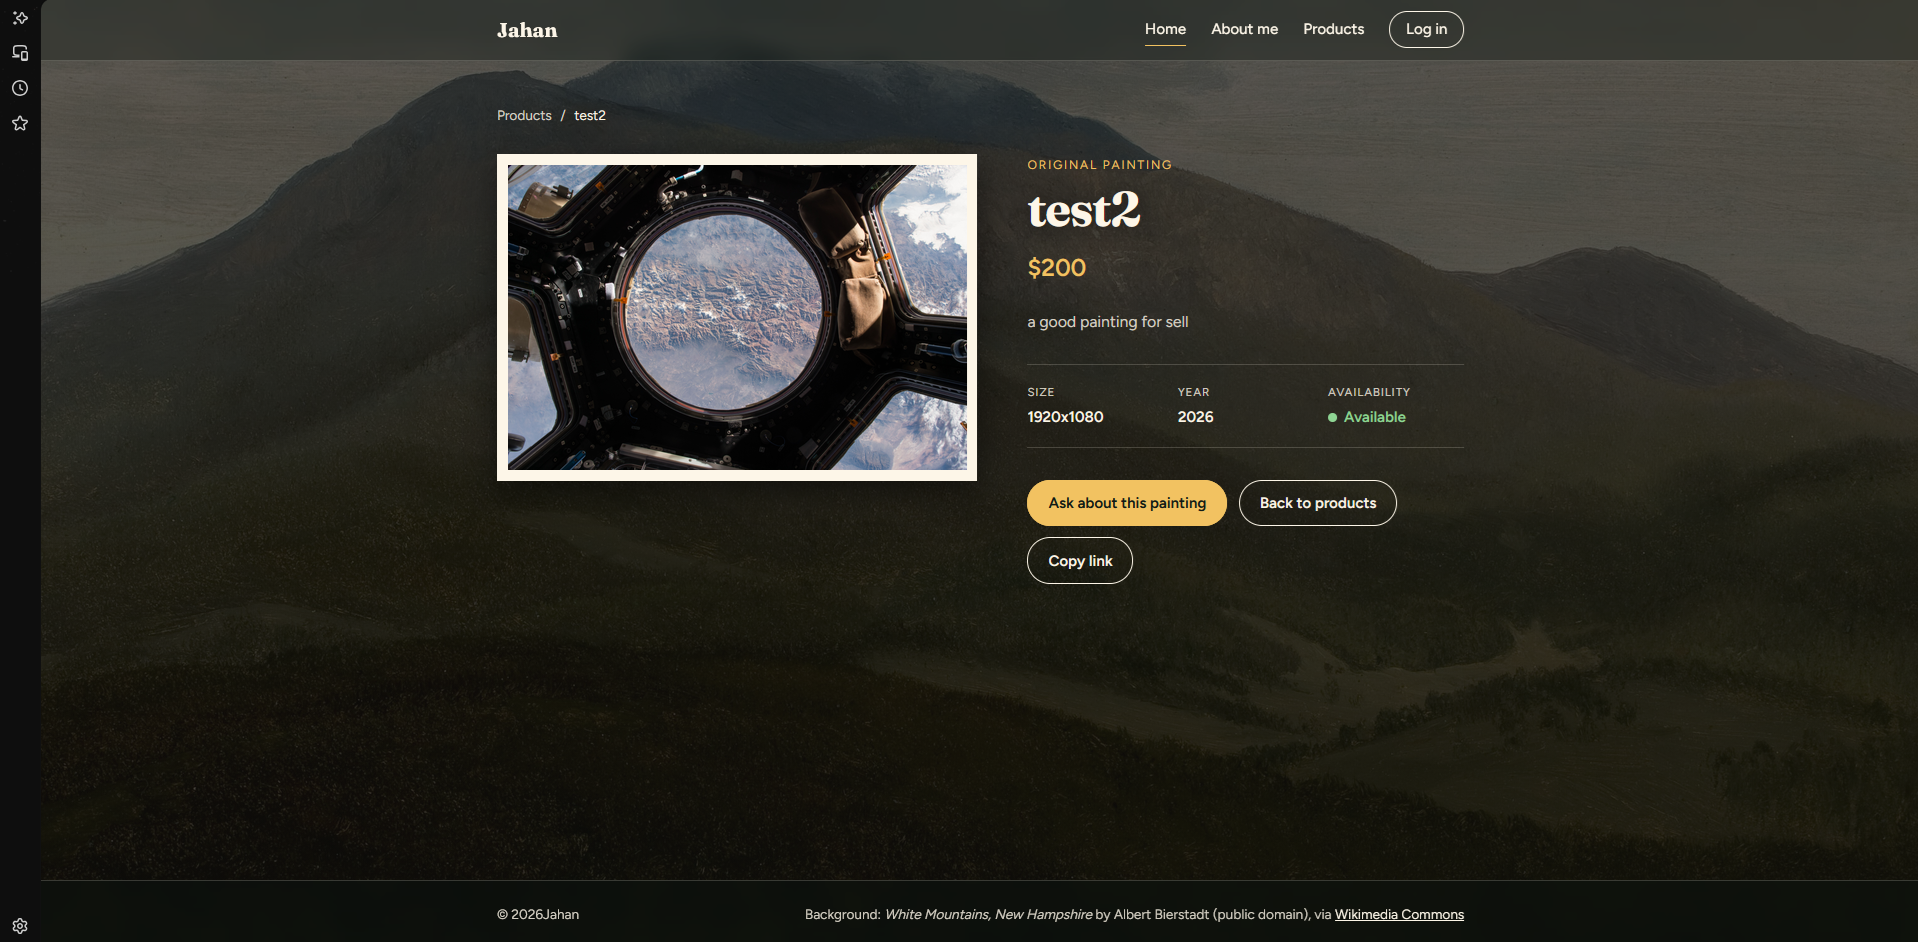 Jahan
Home About me Products Log in
Products / test2
ORIGINAL PAINTING
test2
$200
a good painting for sell
SIZE YEAR AVAILABILITY
1920x1080 2026 Available
Ask about this painting Back to products
Copy link
© 2026Jahan Background: White Mountains, New Hampshire by Albert Bierstadt (public domain), via Wikimedia Commons